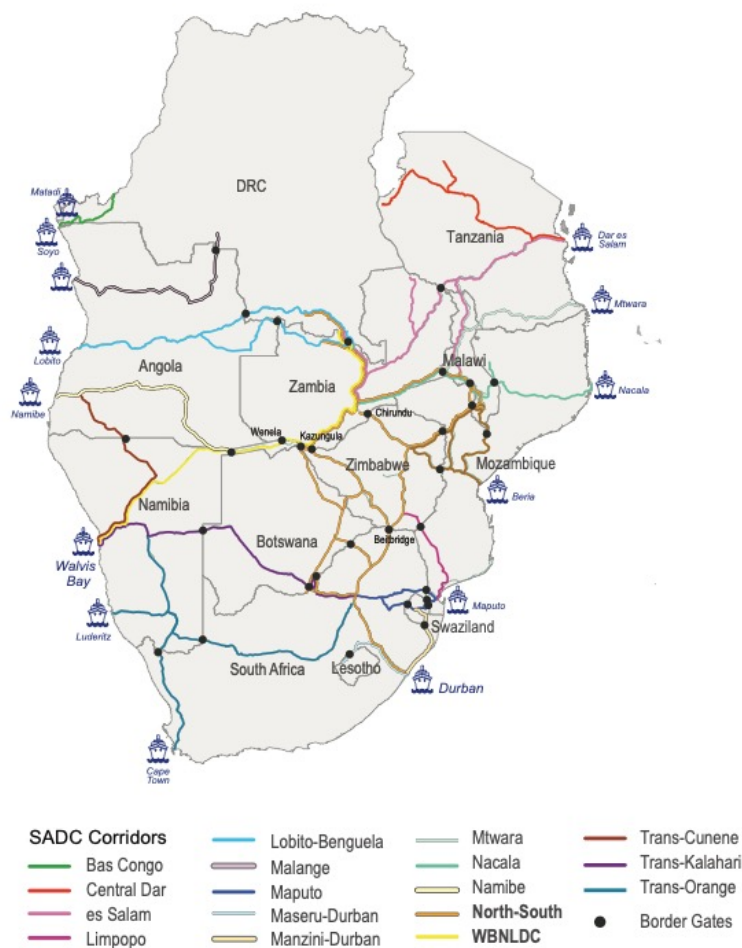 Matadi
DRC
Soyo
Tanzania
Dar es
Salam
Mtwara
Lobito
Angola
Malawi
Zambia
Namibe
Nacala
Chirundu
Wenela
Kazungula
Zimbabwe
Mozambique
Beria
Namibia
Botswana
Beitbridge
Walvis
Bay
Maputo
Luderitz
Swaziland
South Africa
Lesotho
Durban
Cape
Town
SADC Corridors
Bas Congo
Central Dar
es Salam
Limpopo
Lobito-Benguela
Malange
Maputo
Maseru-Durban
Manzini-Durban
Mtwara
Nacala
Namibe
North-South
WBNLDC
Trans-Cunene
Trans-Kalahari
Trans-Orange
Border Gates